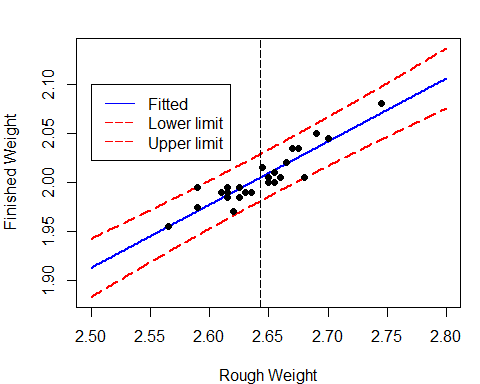 2.10
2.05
2.00
1.95
1.90
Finished Weight
Fitted
Lower limit
Upper limit
2.50 2.55 2.60 2.65 2.70 2.75 2.80
Rough Weight